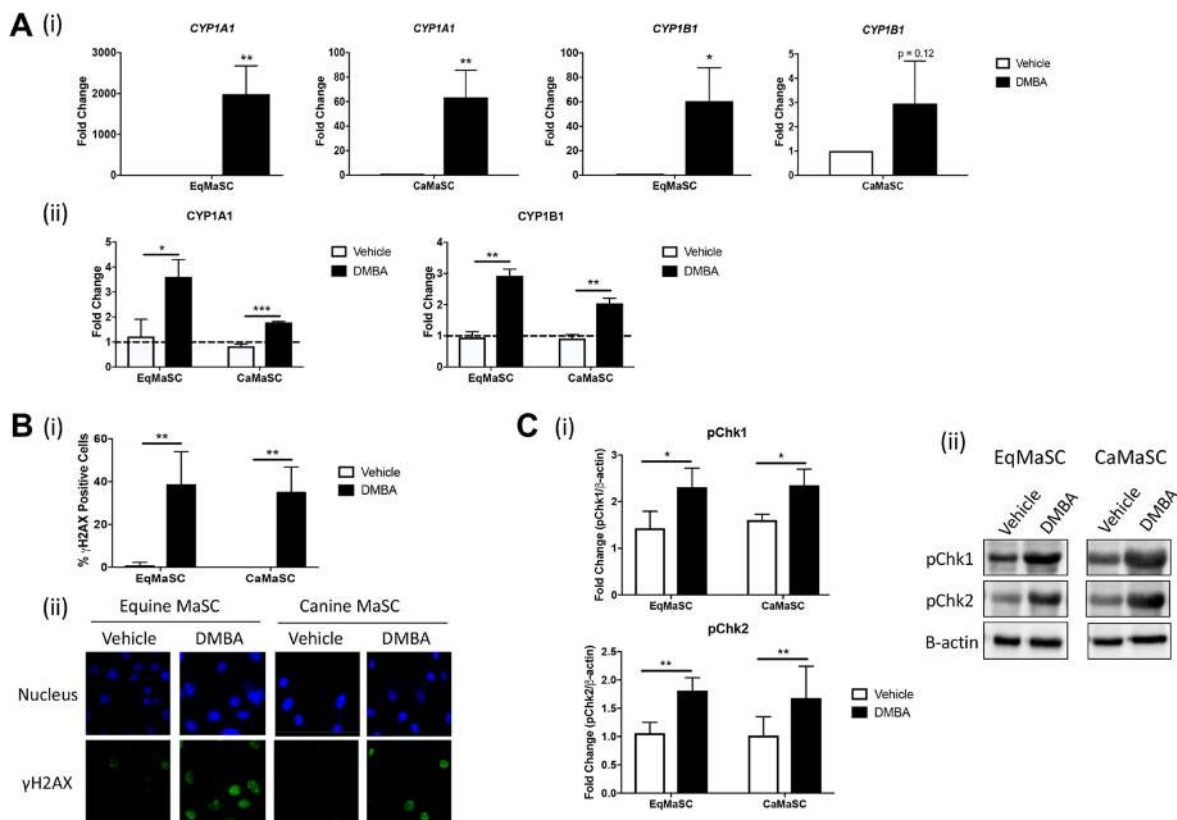 A (i)
CYP1A1
CYP1A1
CYP1B1
CYP1B1
Fold Change
3000
2000
1000
0
**
EqMaSC
Fold Change
100
80
60
40
20
0
**
CaMaSC
Fold Change
100
80
60
40
20
0
*
EqMaSC
Fold Change
5
4
3
2
1
0
p = 0.12
CaMaSC
Vehicle
DMBA
(ii)
CYP1A1
Fold Change
5
4
3
2
1
0
*
***
EqMaSC
CaMaSC
Vehicle
DMBA
CYP1B1
Fold Change
4
3
2
1
0
**
**
EqMaSC
CaMaSC
Vehicle
DMBA
B (i)
% γH2AX Positive Cells
60
40
20
0
**
**
EqMaSC
CaMaSC
Vehicle
DMBA
(ii)
Equine MaSC
Canine MaSC
Vehicle
DMBA
Vehicle
DMBA
Nucleus
γH2AX
C (i)
pChk1
Fold Change (pChk1/β-actin)
3
2
1
0
*
*
EqMaSC
CaMaSC
pChk2
Fold Change (pChk2/β-actin)
2.5
2.0
1.5
1.0
0.5
0.0
**
**
EqMaSC
CaMaSC
Vehicle
DMBA
(ii)
EqMaSC
CaMaSC
Vehicle
DMBA
Vehicle
DMBA
pChk1
pChk2
B-actin